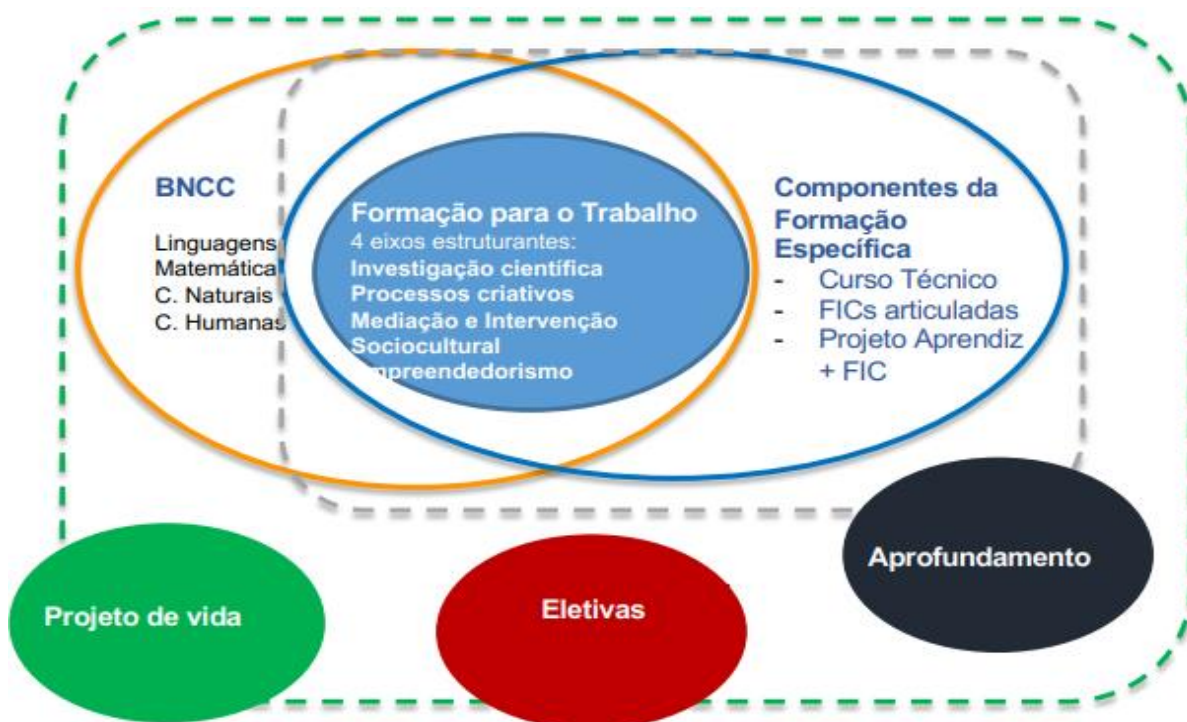 BNCC
Linguagens
Matemática
C. Naturais
C. Humanas
Formação para o Trabalho
4 eixos estruturantes:
Investigação científica
Processos criativos
Mediação e Intervenção
Sociocultural
mpreendedorismo
Componentes da
Formação
Específica
- Curso Técnico
- FICs articuladas
- Projeto Aprendiz
+ FIC
Aprofundamento
Projeto de vida
Eletivas